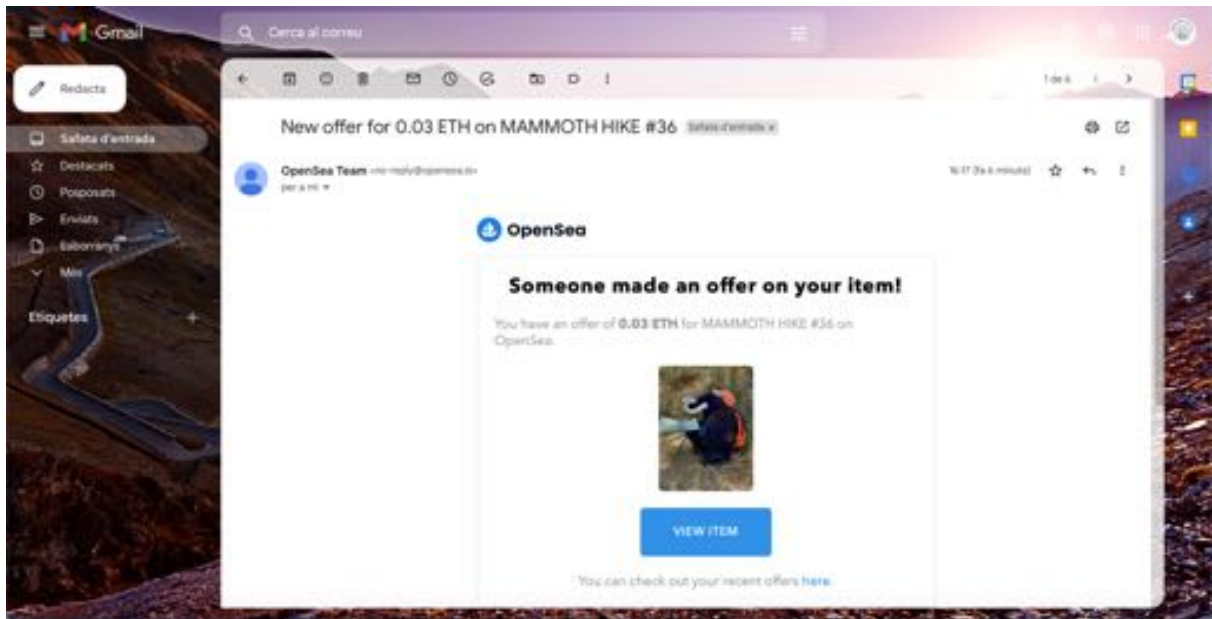 Gmail
Cerca al correu
Redacta
Safata d'entrada
Destacats
Posposats
Enviats
Esborranys
Més
Etiquetes
1 de 6
New offer for 0.03 ETH on MAMMOTH HIKE #36 Safata d'entrada x
OpenSea Team
per a mi
OpenSea
Someone made an offer on your item!
You have an offer of 0.03 ETH for MAMMOTH HIKE #36 on
OpenSea.
VIEW ITEM
You can check out your recent offers here.